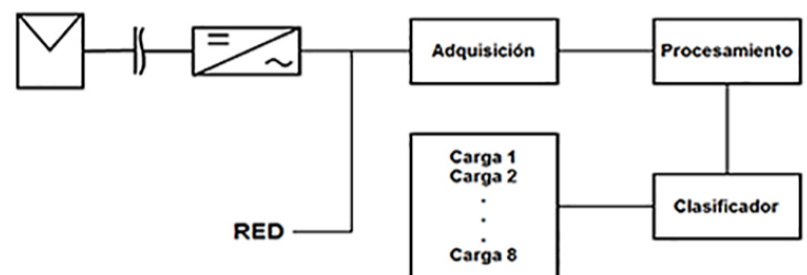 Adquisición
Procesamiento
Carga 1
Carga 2
.
.
.
Carga 8
Clasificador
RED